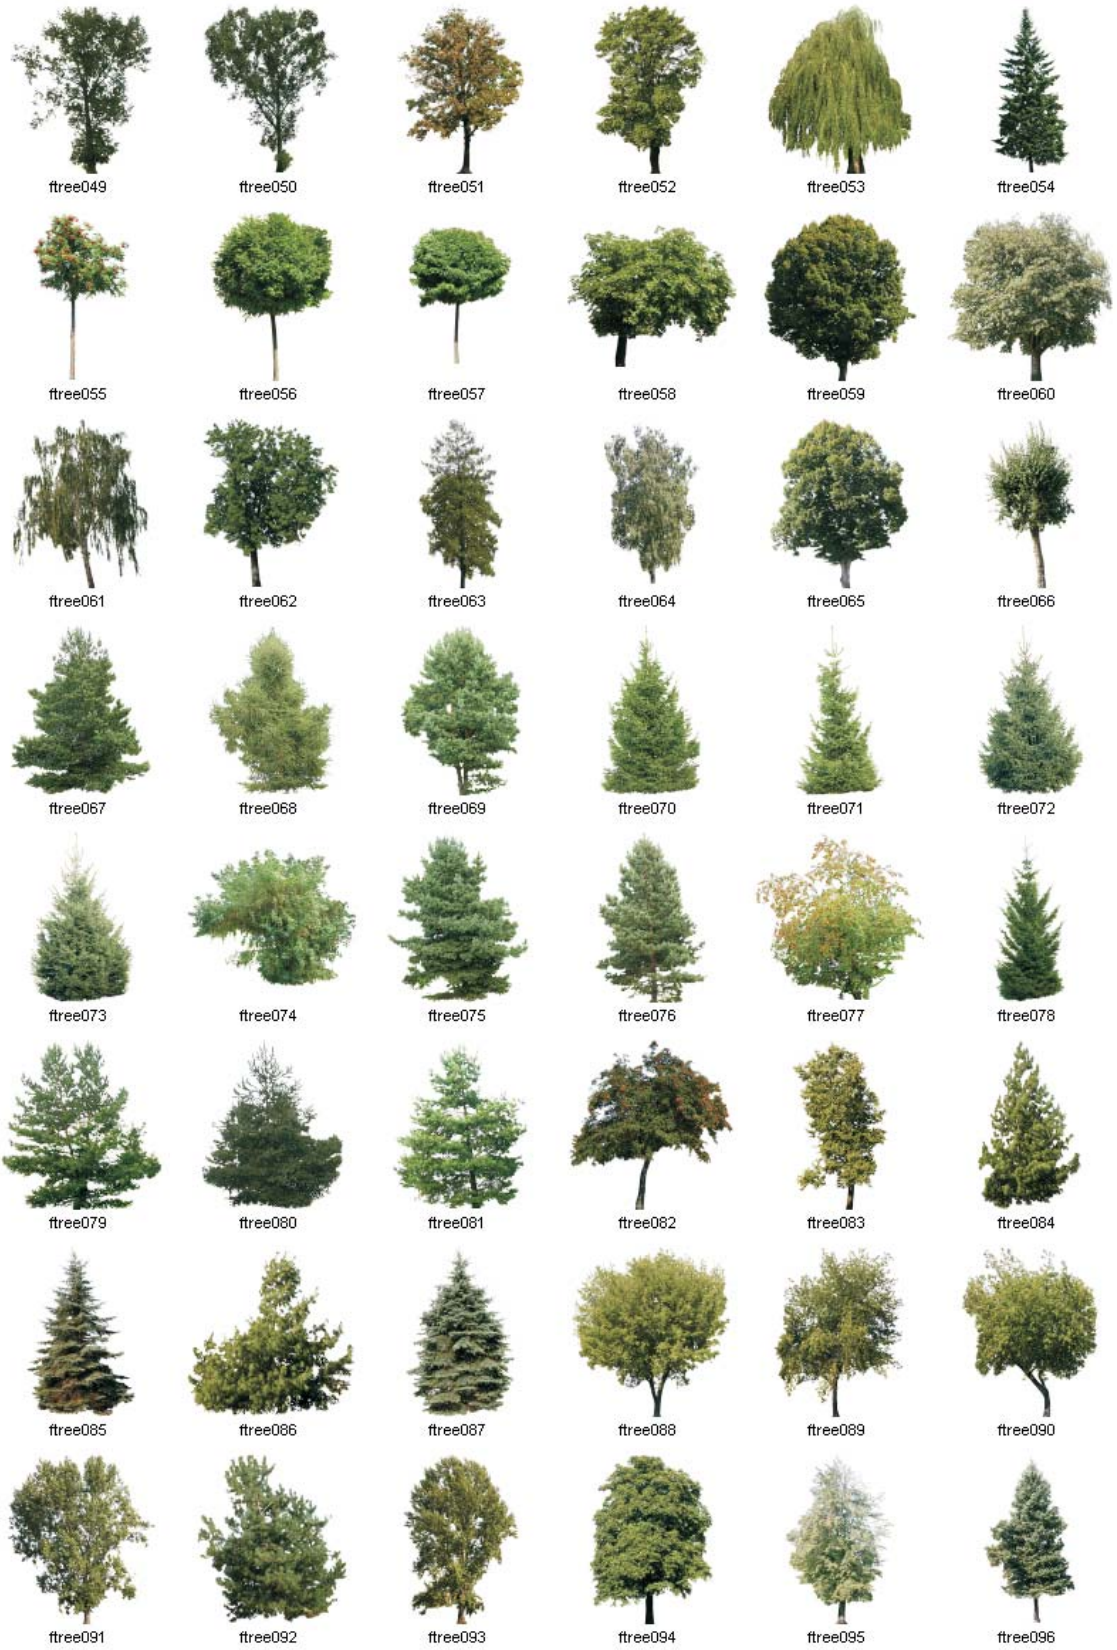 ftree049 ftree050 ftree051 ftree052 ftree053 ftree054
ftree055 ftree056 ftree057 ftree058 ftree059 ftree060
ftree061 ftree062 ftree063 ftree064 ftree065 ftree066
ftree067 ftree068 ftree069 ftree070 ftree071 ftree072
ftree073 ftree074 ftree075 ftree076 ftree077 ftree078
ftree079 ftree080 ftree081 ftree082 ftree083 ftree084
ftree085 ftree086 ftree087 ftree088 ftree089 ftree090
ftree091 ftree092 ftree093 ftree094 ftree095 ftree096